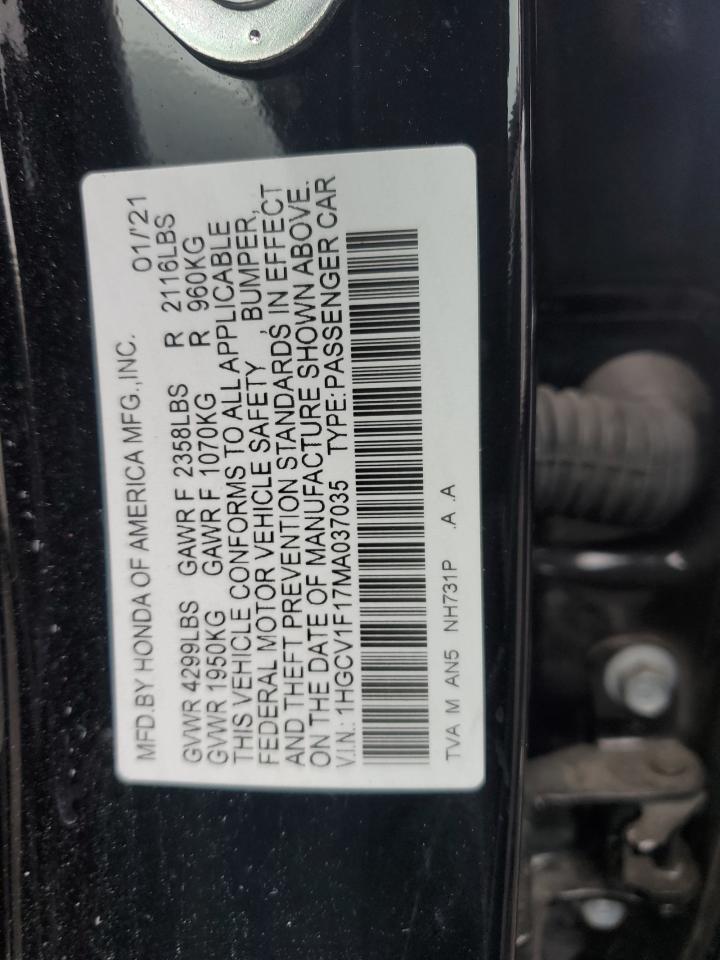 MFD.BY HONDA OF AMERICA MFG.,INC. 01/'21
GVWR 4299LBS GAWR F 2358LBS R 2116LBS
GVWR 1950KG GAWR F 1070KG R 960KG
THIS VEHICLE CONFORMS TO ALL APPLICABLE
FEDERAL MOTOR VEHICLE SAFETY, BUMPER,
AND THEFT PREVENTION STANDARDS, IN EFFECT
ON THE DATE OF MANUFACTURE SHOWN ABOVE.
V.I.N.: 1HGCV1F17MA037035 TYPE: PASSENGER CAR
TVA M AN5 NH731P .A .A